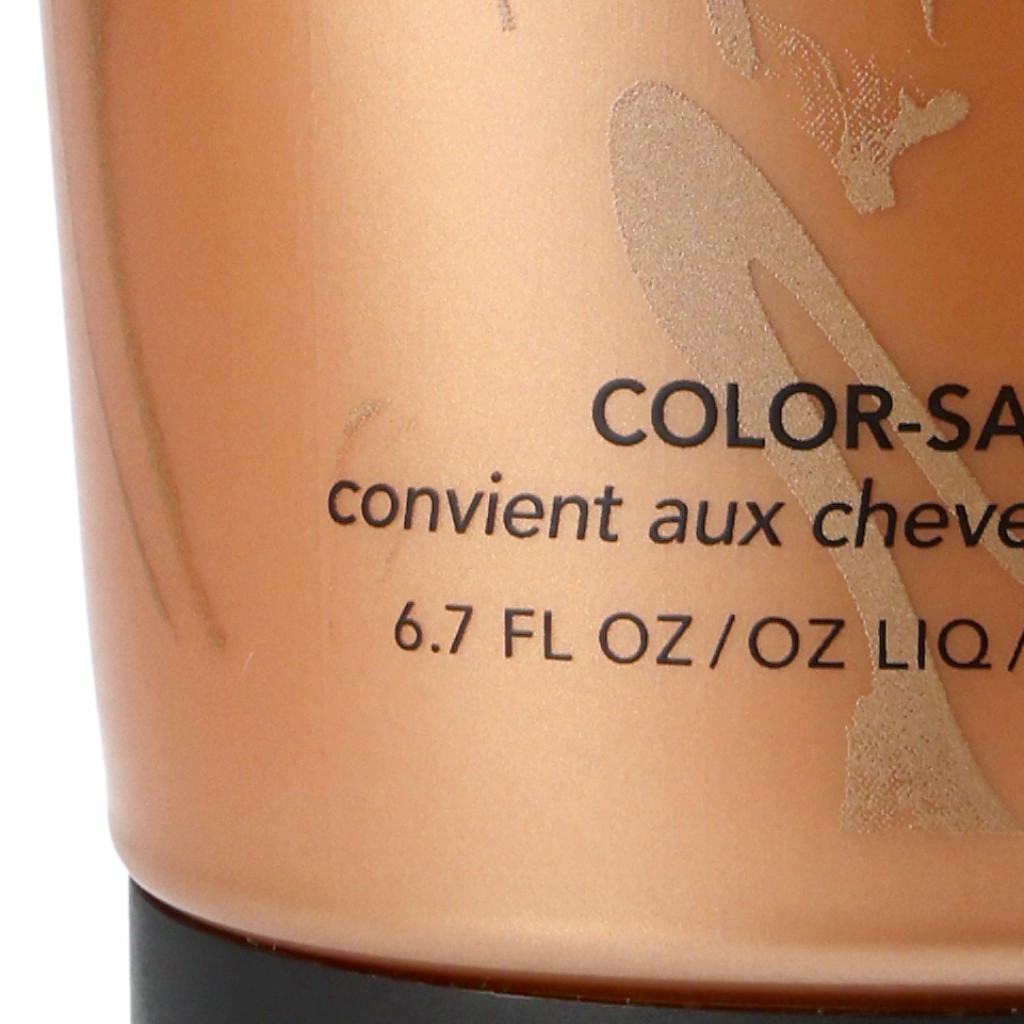 COLOR-SA
convient aux cheve
6.7 FL OZ/OZ LIQ/